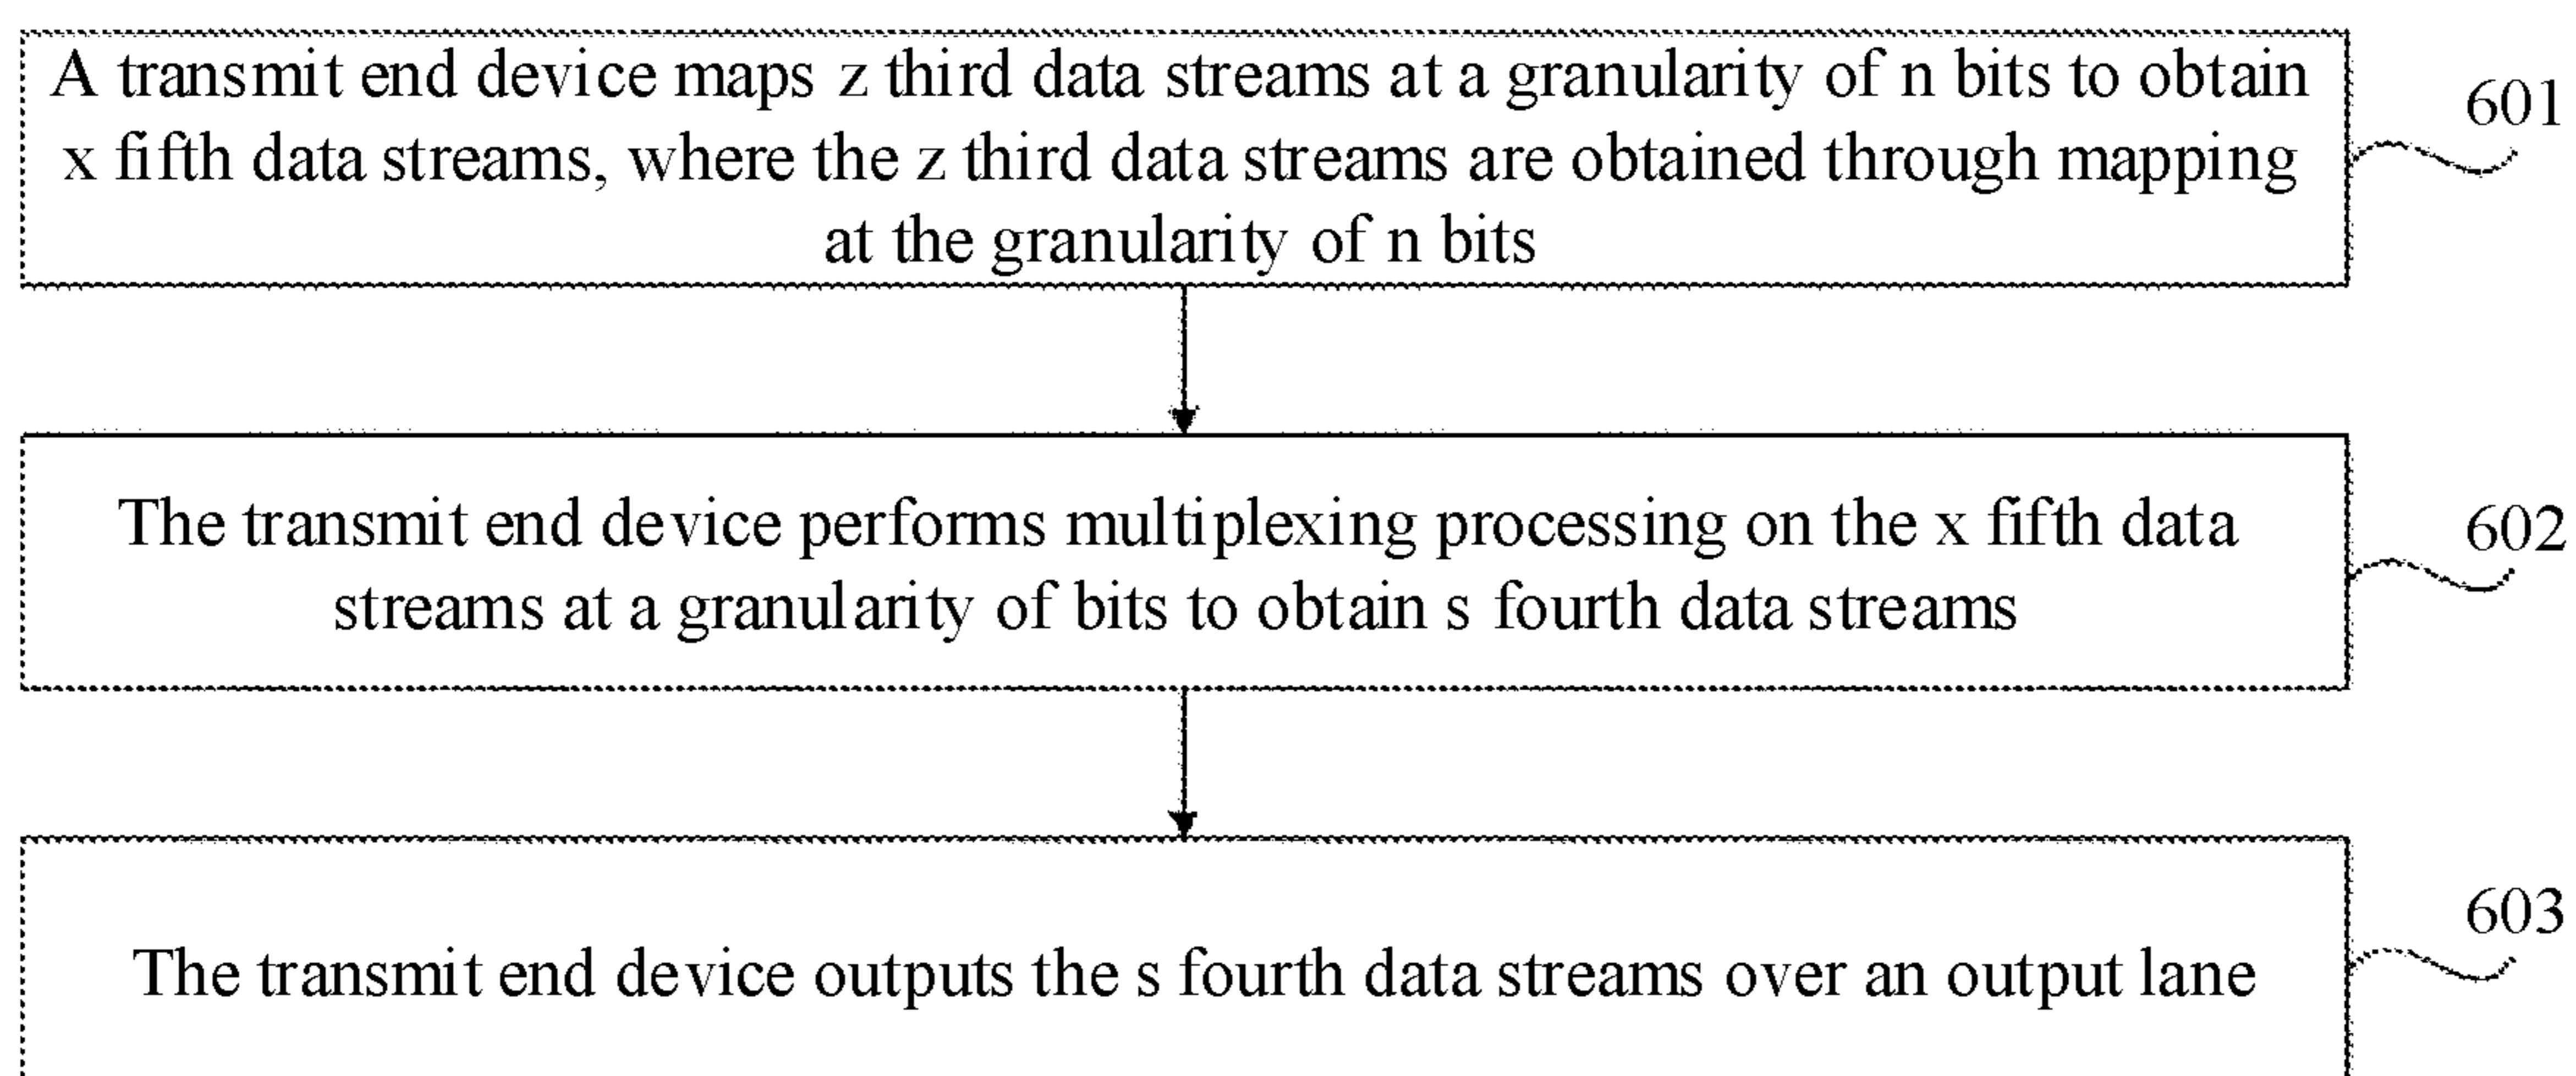 A transmit end device maps z third data streams at a granularity of n bits to obtain
x fifth data streams, where the z third data streams are obtained through mapping
at the granularity of n bits
601
The transmit end device performs multiplexing processing on the x fifth data
streams at a granularity of bits to obtain s fourth data streams
602
The transmit end device outputs the s fourth data streams over an output lane
603